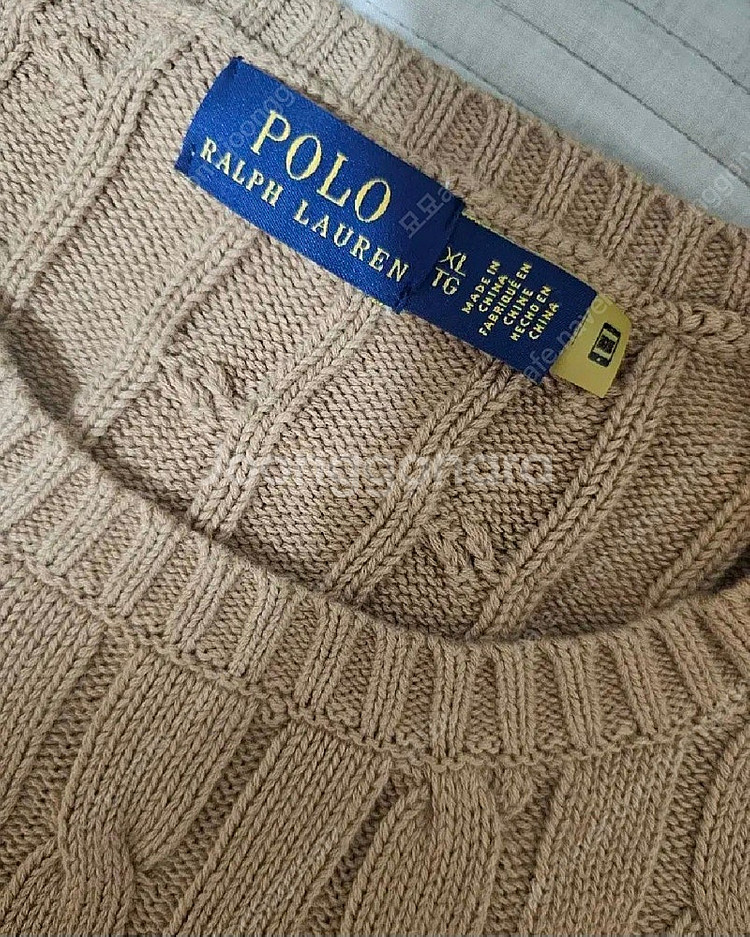 POLO
RALPH LAUREN
XL
TG
MADE IN
CHINA
FABRIQUÉ EN
CHINE
HECHO EN
CHINA